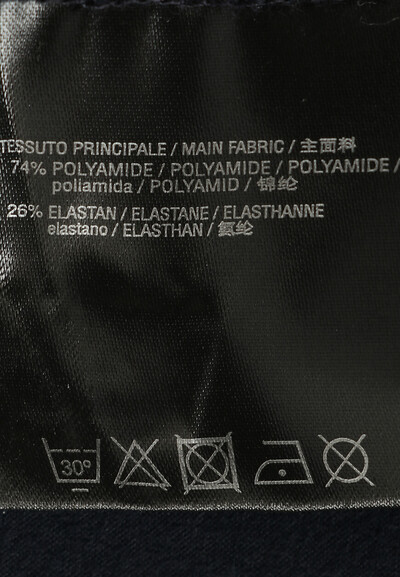 TESSUTO PRINCIPALE / MAIN FABRIC / 主面料
74% POLYAMIDE / POLYAMIDE / POLYAMIDE /
poliamida / POLYAMID / 锦纶
26% ELASTAN / ELASTANE / ELASTHANNE
elastano / ELASTHAN / 氨纶
30°